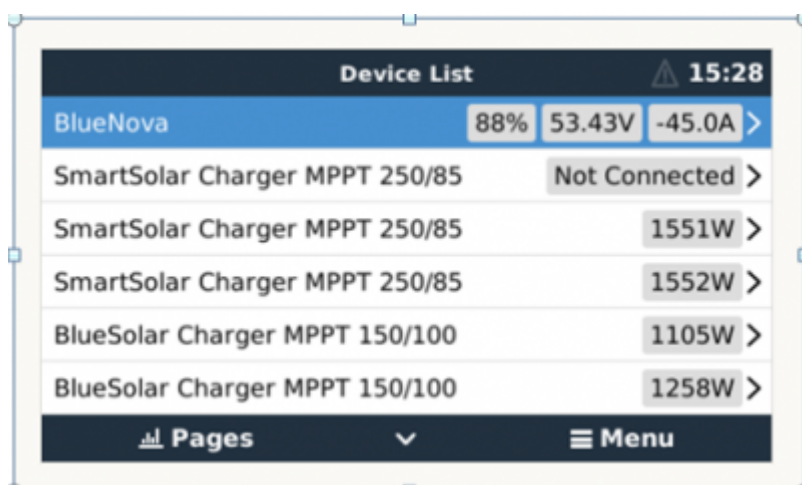 Device List 15:28
BlueNova 88% 53.43V -45.0A
SmartSolar Charger MPPT 250/85 Not Connected
SmartSolar Charger MPPT 250/85 1551W
SmartSolar Charger MPPT 250/85 1552W
BlueSolar Charger MPPT 150/100 1105W
BlueSolar Charger MPPT 150/100 1258W
Pages Menu